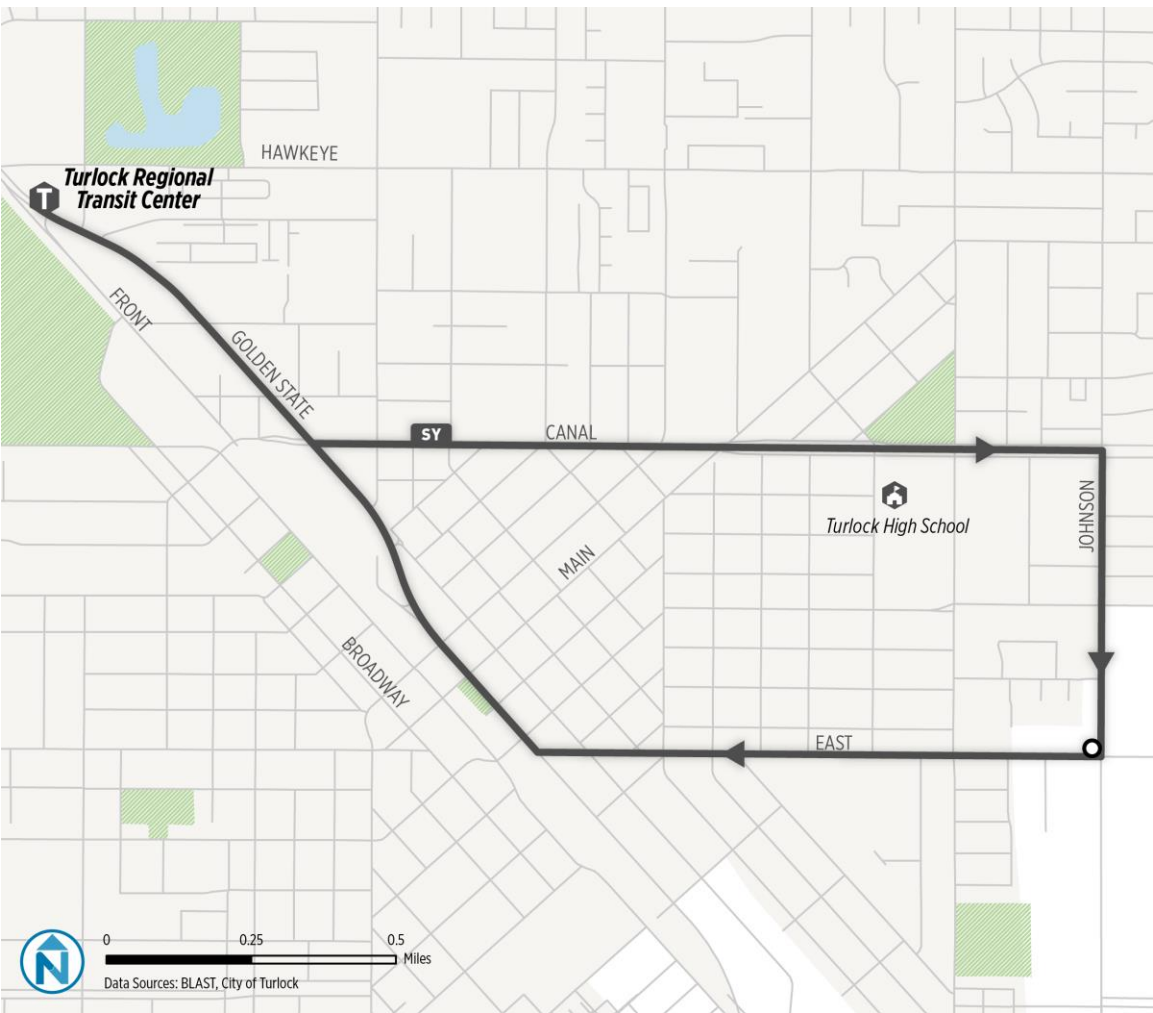 HAWKEYE
Turlock Regional
Transit Center
T
FRONT
GOLDEN STATE
SY
CANAL
JOHNSON
Turlock High School
MAIN
BROADWAY
EAST
N
0 0.25 0.5
Miles
Data Sources: BLAST, City of Turlock